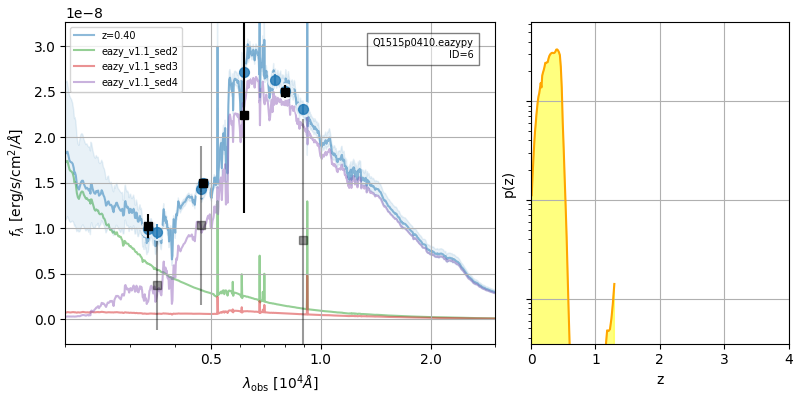 1e−8
z=0.40
eazy_v1.1_sed2
eazy_v1.1_sed3
eazy_v1.1_sed4
Q1515p0410.eazypy
ID=6
3.0
2.5
2.0
1.5
1.0
0.5
0.0
fλ [erg/s/cm²/Å]
0.5
1.0
2.0
λobs [10⁴Å]
p(z)
0
1
2
3
4
z